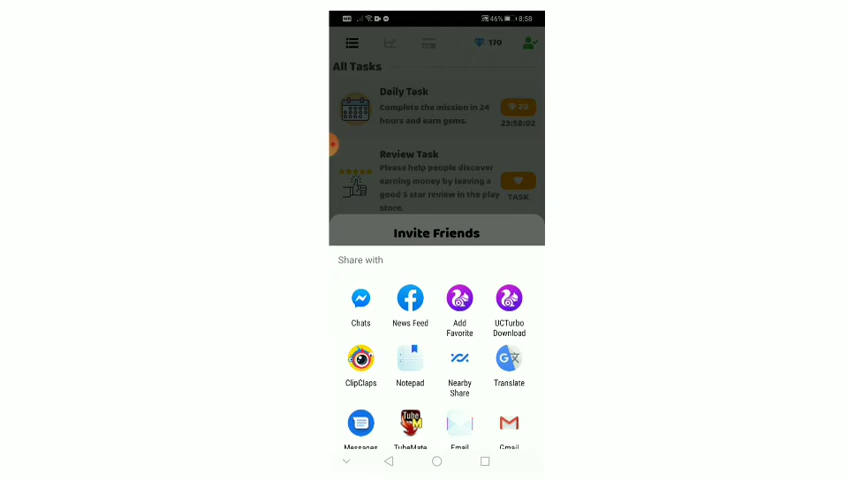 46% 8:58
170
All Tasks
Daily Task
Complete the mission in 24
hours and earn gems.
20
23:58:02
Review Task
Please help people discover
earning money by leaving a
good 5 star review in the play
store.
TASK
Invite Friends
Share with
Chats
News Feed
Add
Favorite
UCTurbo
Download
ClipClaps
Notepad
Nearby
Share
Translate
Tube
M
Messages
TubeMate
Email
Gmail